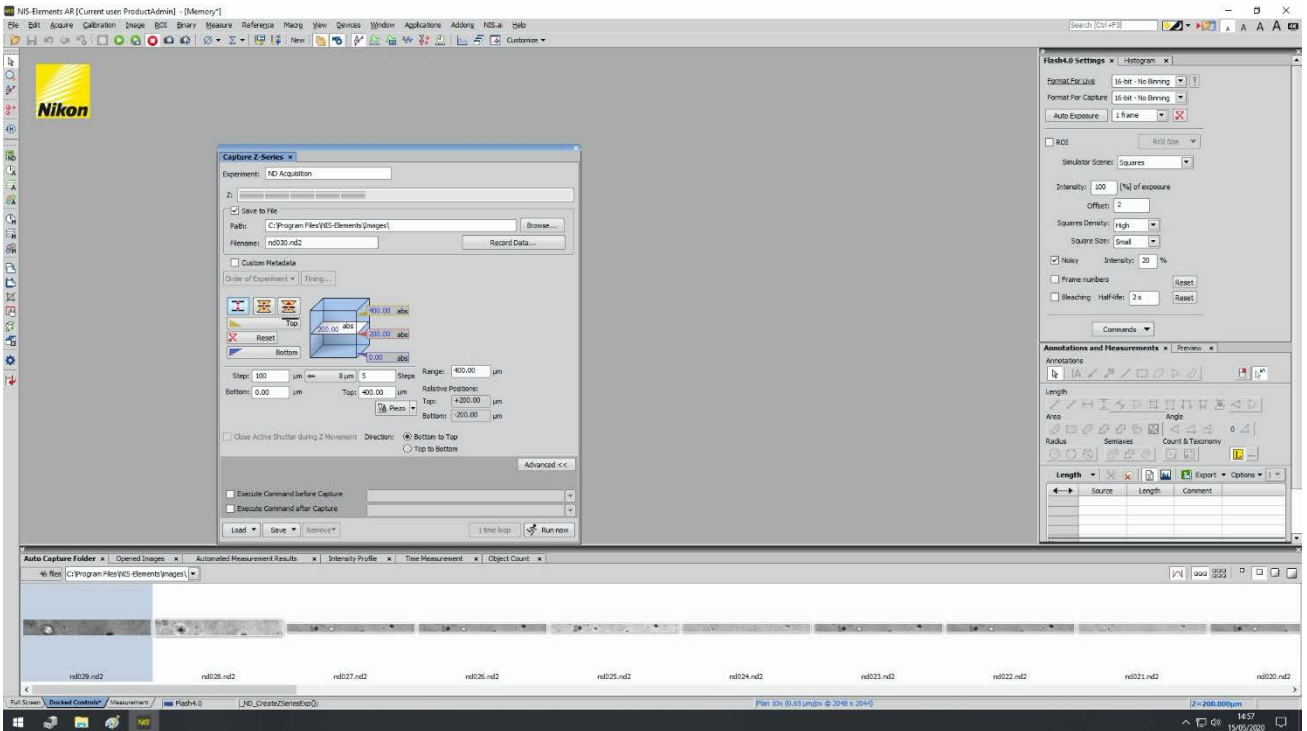 NIS-Elements AR [Current user: ProductAdmin] - [Memory*]
File Edit Acquire Calibration Image ROI Binary Measure Reference Macro View Devices Window Applications Addons NIS.ai Help
Search [Ctrl+F3]
New
Customize
Nikon
Capture Z-Series
Experiment: ND Acquisition
Z:
Save to File
Path: C:\Program Files\NIS-Elements\Images\ Browse...
Filename: nd030.nd2 Record Data...
Custom Metadata
Order of Experiment Timing...
Top
Reset
Bottom
400.00 abs
200.00 abs
200.00 abs
0.00 abs
Step: 100 µm 8 µm 5 Steps Range: 400.00 µm
Bottom: 0.00 µm Top: 400.00 µm Relative Positions:
Piezo Top: +200.00 µm
Bottom: -200.00 µm
Close Active Shutter during Z Movement Direction: Bottom to Top
Top to Bottom
Advanced <<
Execute Command before Capture
Execute Command after Capture
Load Save Remove 1 time loop Run now
Flash4.0 Settings Histogram
Format For Live 16-bit - No Binning
Format For Capture 16-bit - No Binning
Auto Exposure 1 frame
ROI ROI Size
Simulator Scene: Squares
Intensity: 100 [%] of exposure
Offset: 2
Squares Density: High
Square Size: Small
Noisy Intensity: 20 %
Frame numbers Reset
Bleaching Half-life: 2 s Reset
Commands
Annotations and Measurements Preview
Annotations
Length
Area Angle
Radius Semiaxes Count & Taxonomy
Length Export Options
Source Length Comment
Auto Capture Folder Opened Images Automated Measurement Results Intensity Profile Time Measurement Object Count
46 files C:\Program Files\NIS-Elements\Images\
nd029.nd2 nd028.nd2 nd027.nd2 nd026.nd2 nd025.nd2 nd024.nd2 nd023.nd2 nd022.nd2 nd021.nd2 nd020.nd2
Full Screen Docked Controls* Measurement Flash4.0 _ND_CreateZSeriesExp(); Plan 10x (0.65 µm/px @ 2048 x 2044) Z=200.000µm
NIS
14:57
15/05/2020